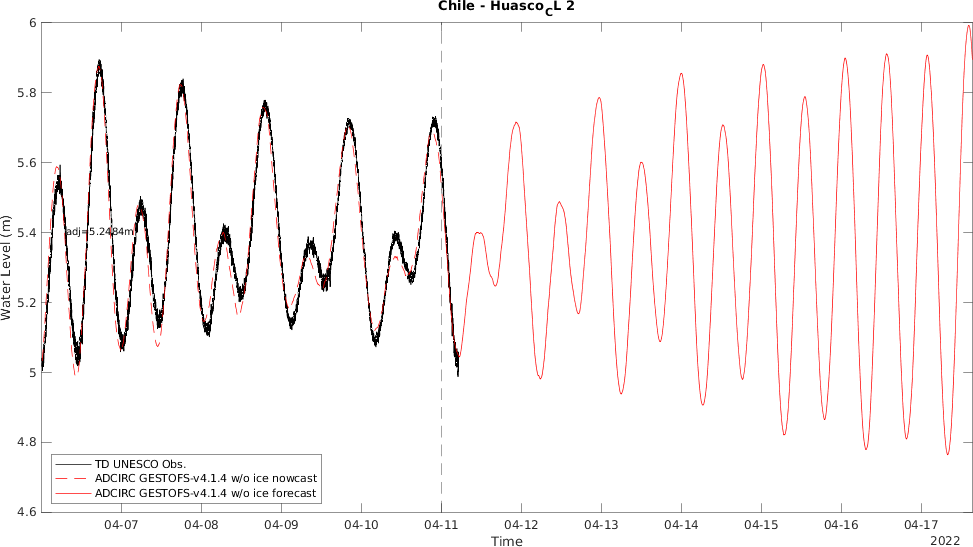 Chile - Huasco_CL 2
6
5.8
5.6
5.4
5.2
5
4.8
4.6
Water Level (m)
adj=5.2484m
TD UNESCO Obs.
ADCIRC GESTOFS-v4.1.4 w/o ice nowcast
ADCIRC GESTOFS-v4.1.4 w/o ice forecast
04-07 04-08 04-09 04-10 04-11 04-12 04-13 04-14 04-15 04-16 04-17
Time
2022